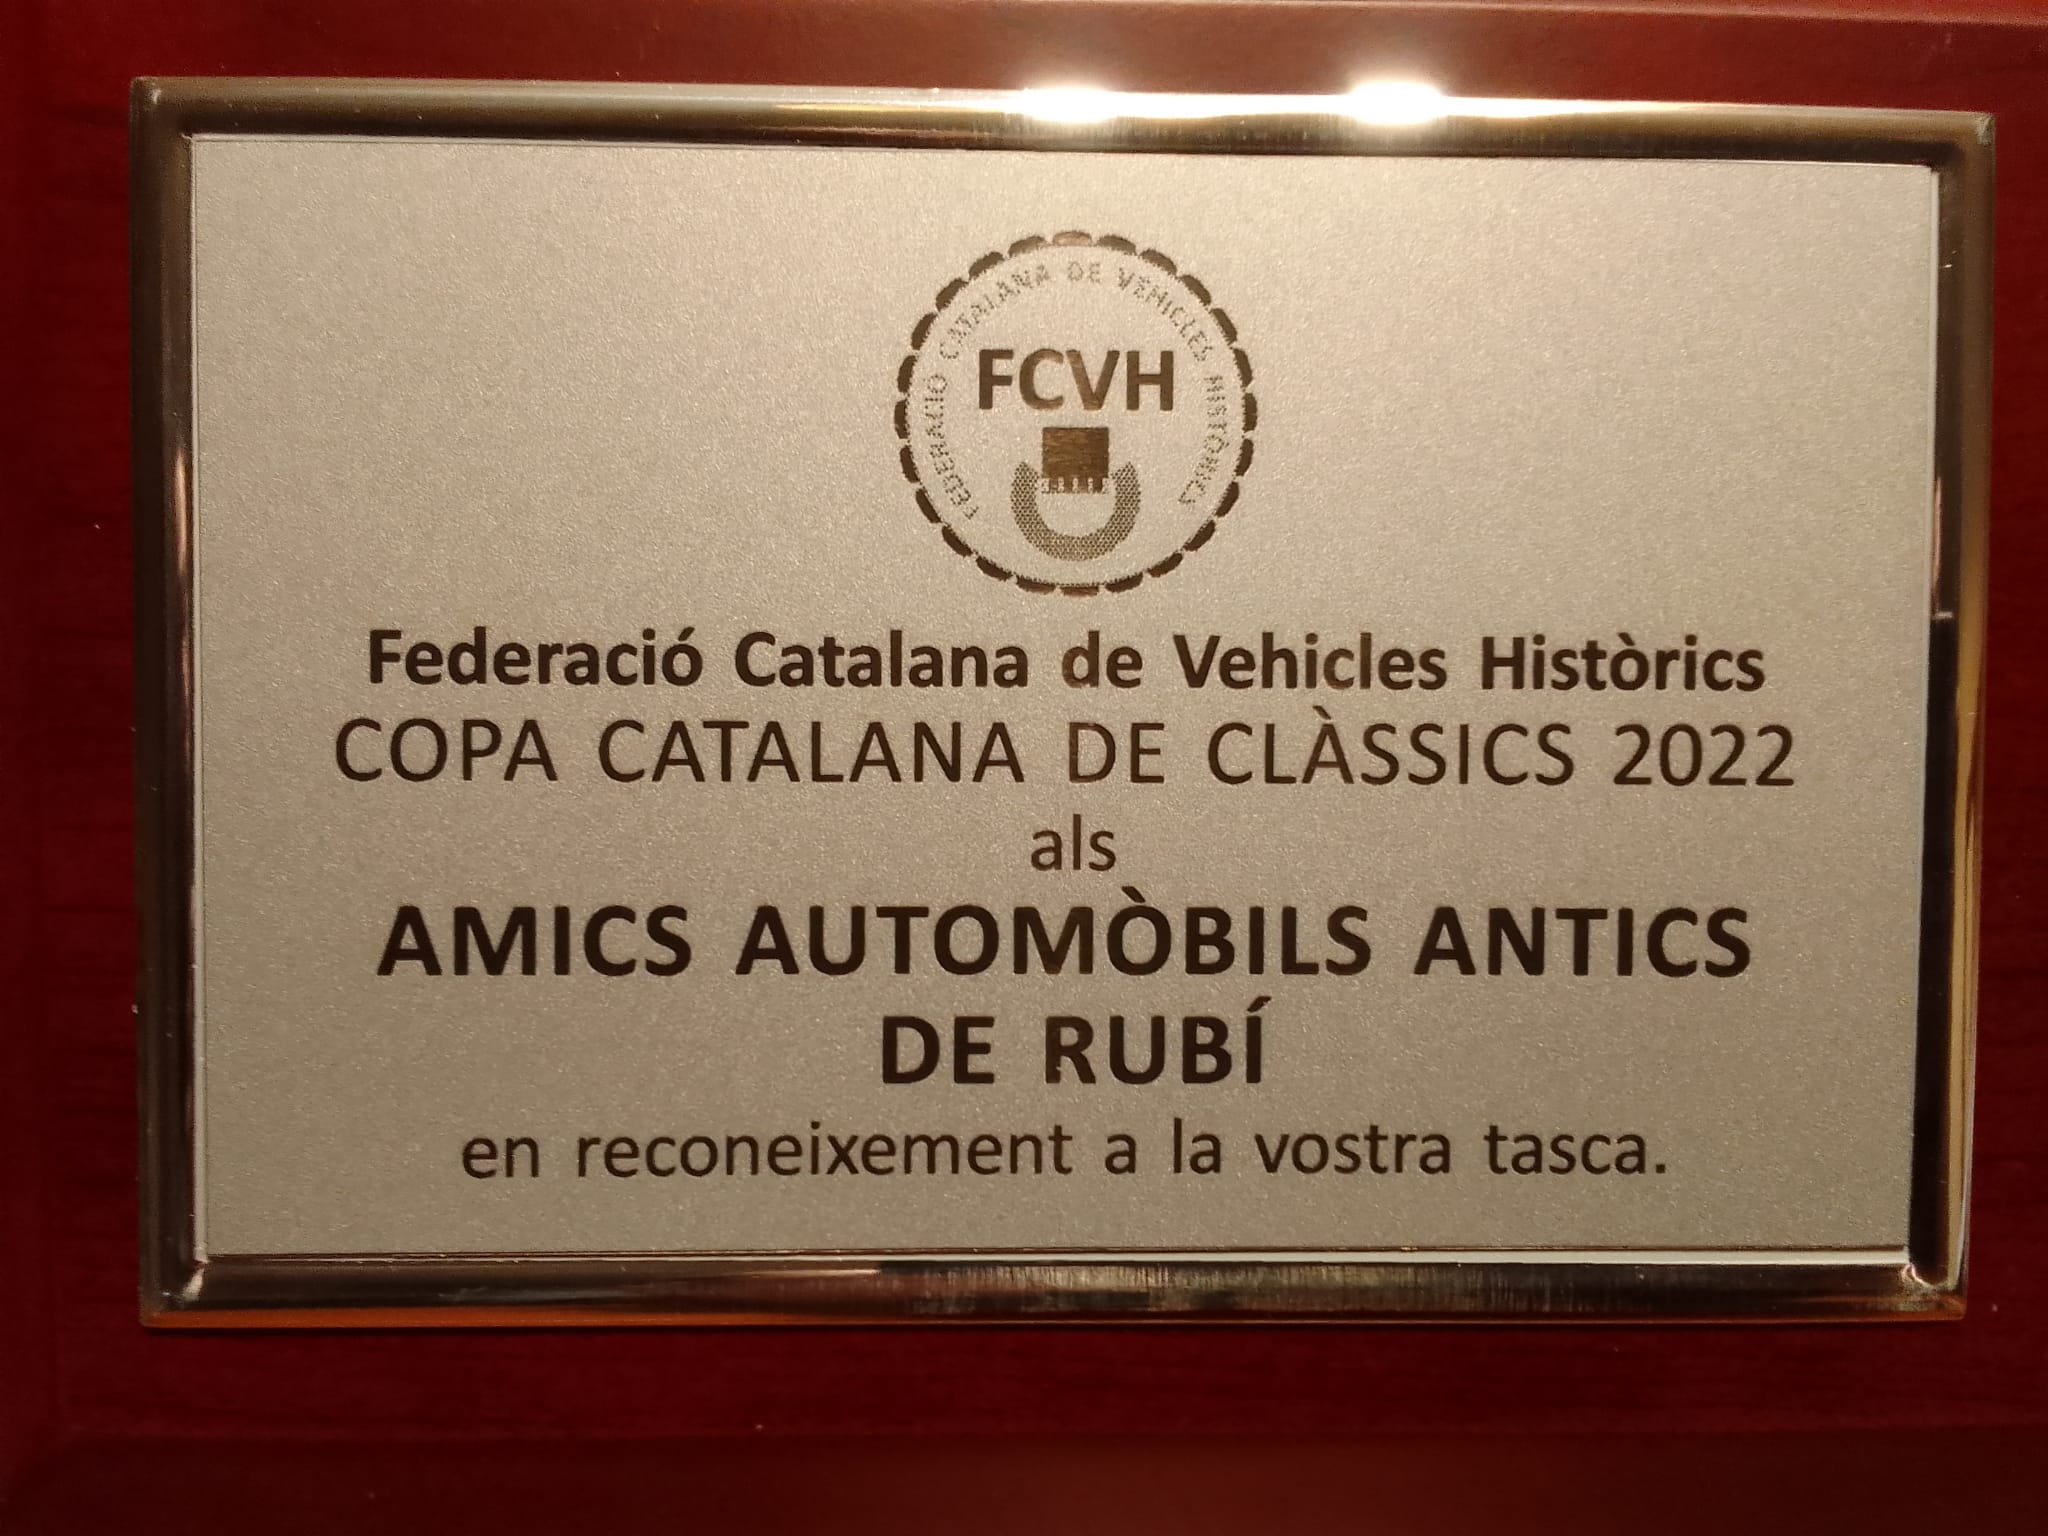 FEDERACIÓ CATALANA DE VEHICLES HISTÒRICS
FCVH
Federació Catalana de Vehicles Històrics
COPA CATALANA DE CLÀSSICS 2022
als
AMICS AUTOMÒBILS ANTICS
DE RUBÍ
en reconeixement a la vostra tasca.